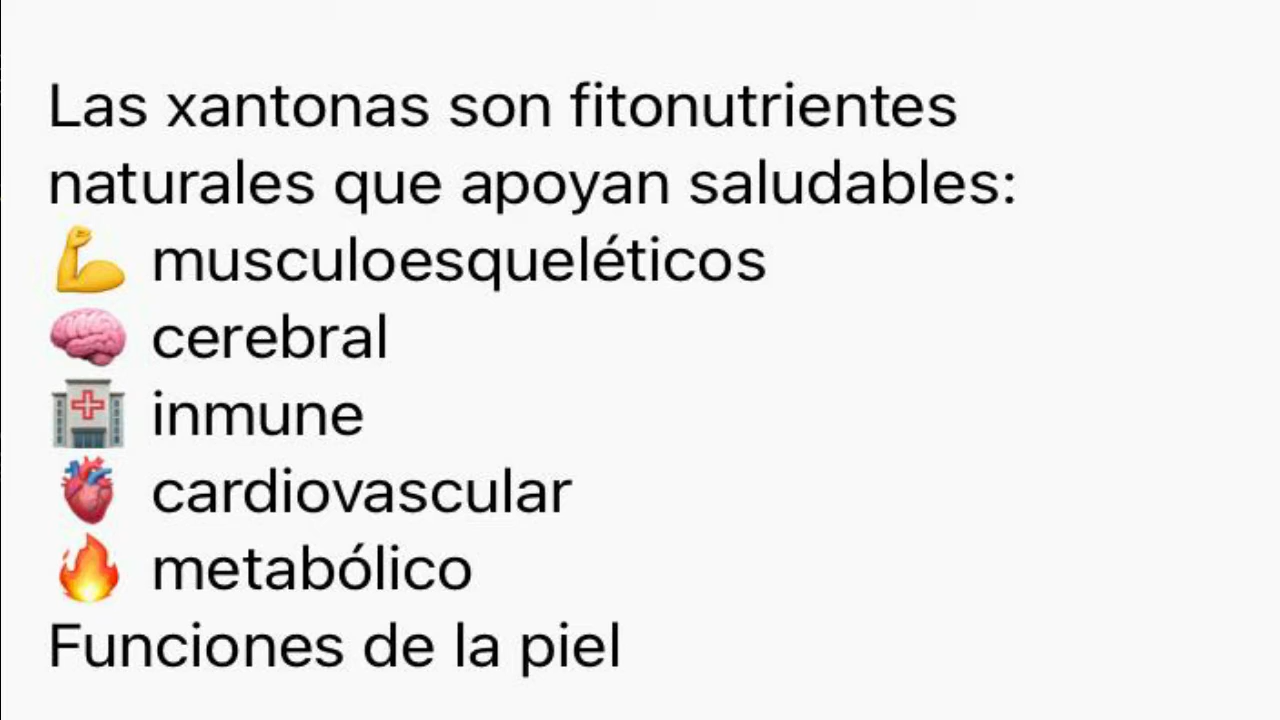 Las xantonas son fitonutrientes
naturales que apoyan saludables:
💪 musculoesqueléticos
🧠 cerebral
🏥 inmune
🫀 cardiovascular
🔥 metabólico
Funciones de la piel